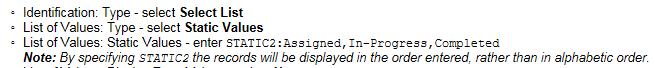 ◦ Identification: Type - select Select List
◦ List of Values: Type - select Static Values
◦ List of Values: Static Values - enter STATIC2:Assigned,In-Progress,Completed
Note: By specifying STATIC2 the records will be displayed in the order entered, rather than in alphabetic order.